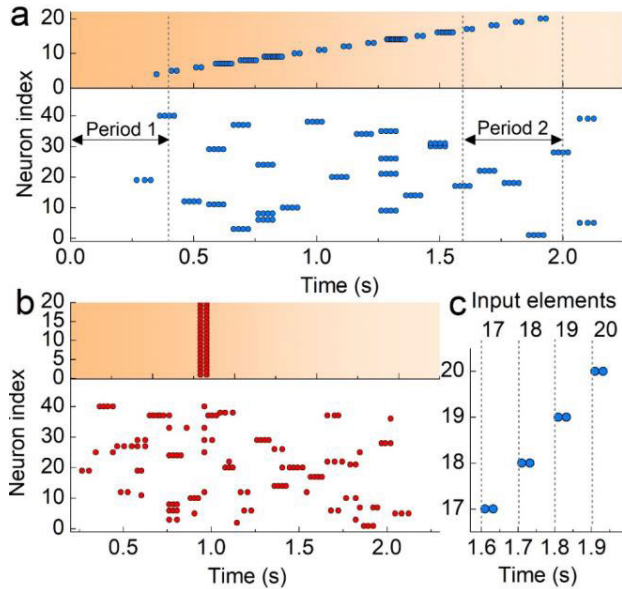 a
20
10
0
40
30
20
10
0
Neuron index
Period 1
Period 2
0.0 0.5 1.0 1.5 2.0
Time (s)
b
20
15
10
5
0
40
30
20
10
0
Neuron index
0.5 1.0 1.5 2.0
Time (s)
c
Input elements
17 18 19 20
20
19
18
17
1.6 1.7 1.8 1.9
Time (s)